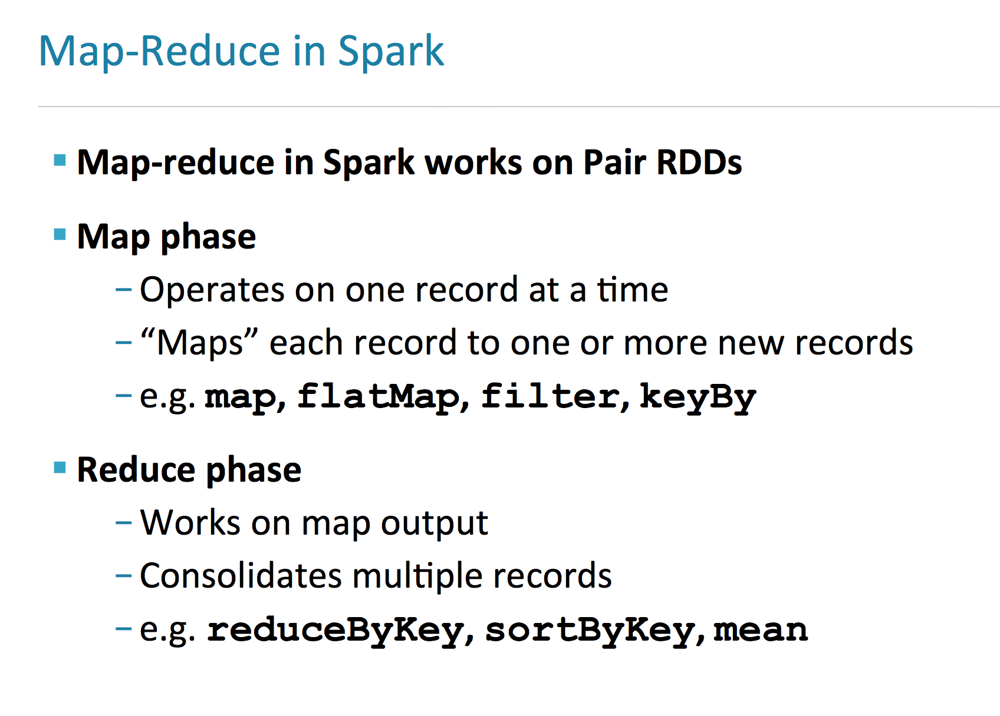 Map-Reduce in Spark
▪ Map-reduce in Spark works on Pair RDDs
▪ Map phase
– Operates on one record at a time
– “Maps” each record to one or more new records
– e.g. map, flatMap, filter, keyBy
▪ Reduce phase
– Works on map output
– Consolidates multiple records
– e.g. reduceByKey, sortByKey, mean